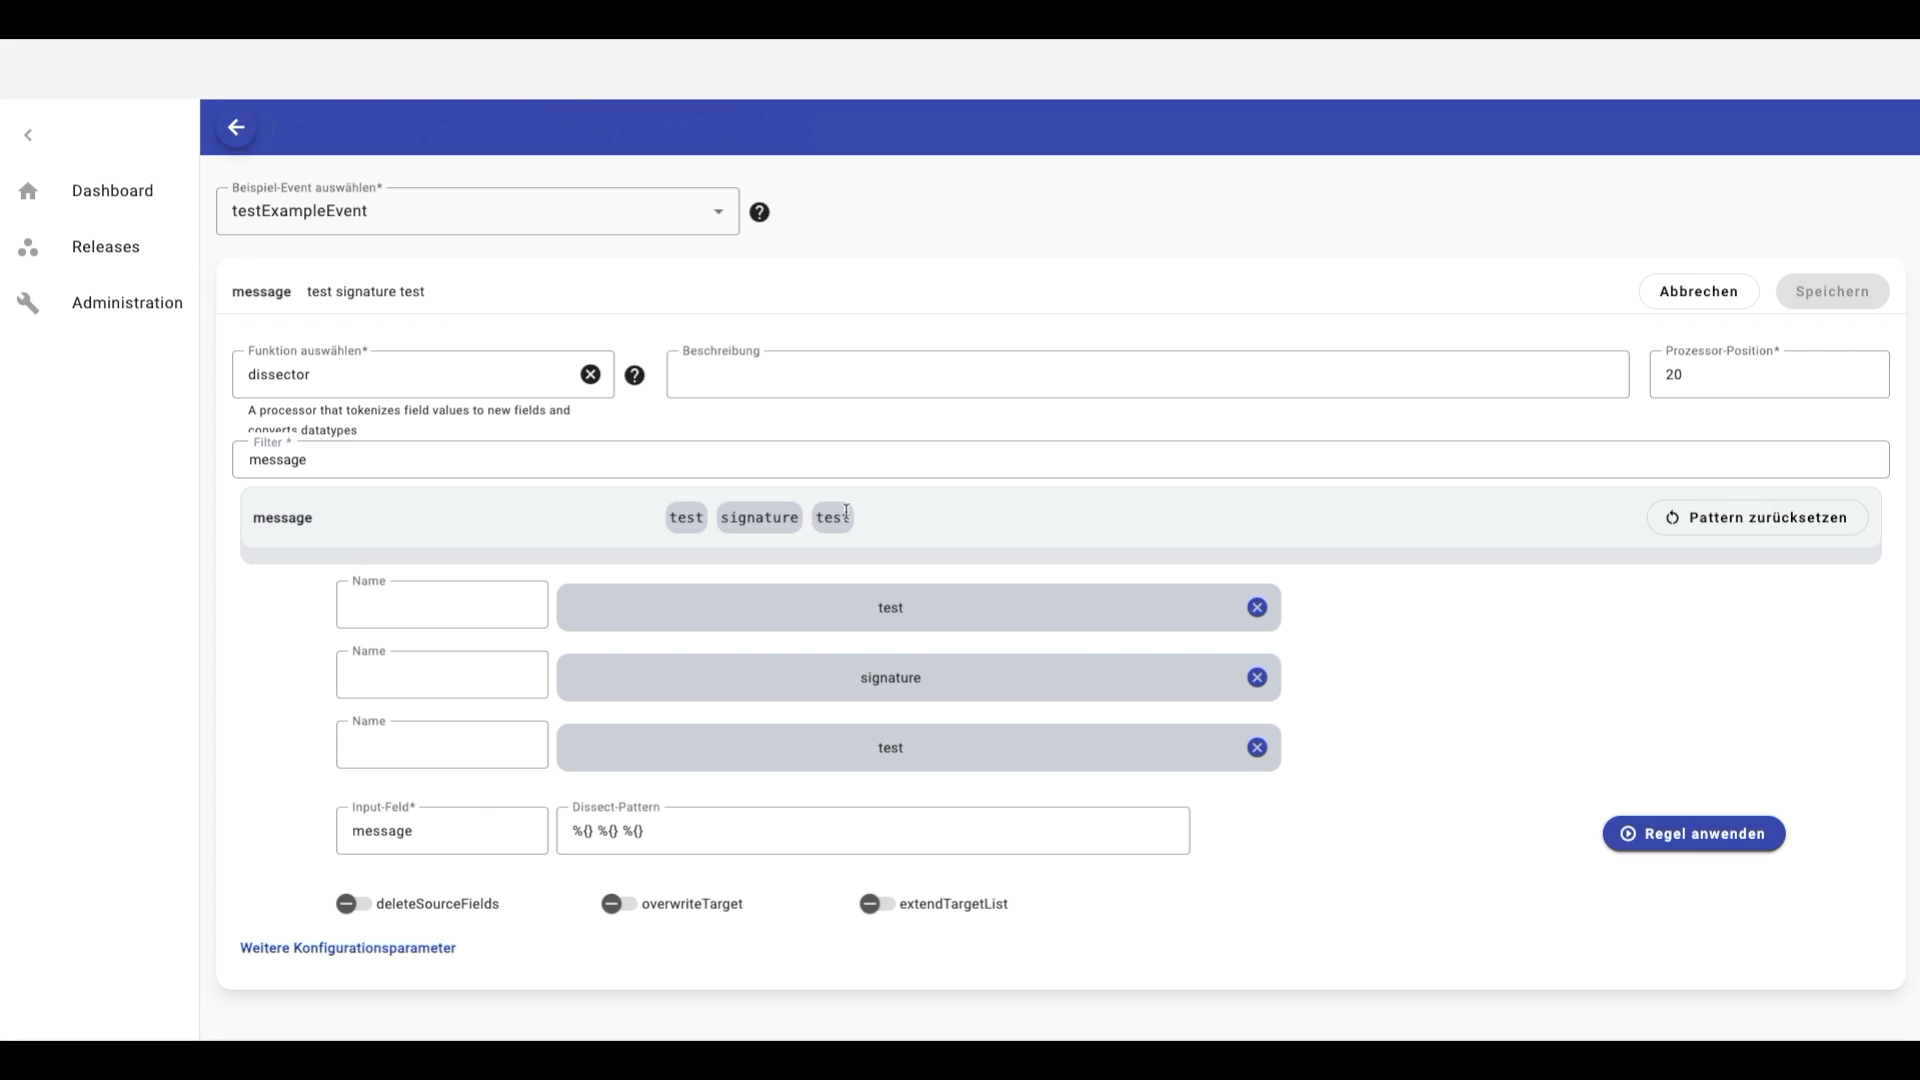 Dashboard
Releases
Administration
Beispiel-Event auswählen*
testExampleEvent
message test signature test
Abbrechen
Speichern
Funktion auswählen*
dissector
A processor that tokenizes field values to new fields and
converts datatypes
Beschreibung
Prozessor-Position*
20
Filter *
message
message
test signature test
Pattern zurücksetzen
Name
test
Name
signature
Name
test
Input-Feld*
message
Dissect-Pattern
%{} %{} %{}
Regel anwenden
deleteSourceFields
overwriteTarget
extendTargetList
Weitere Konfigurationsparameter